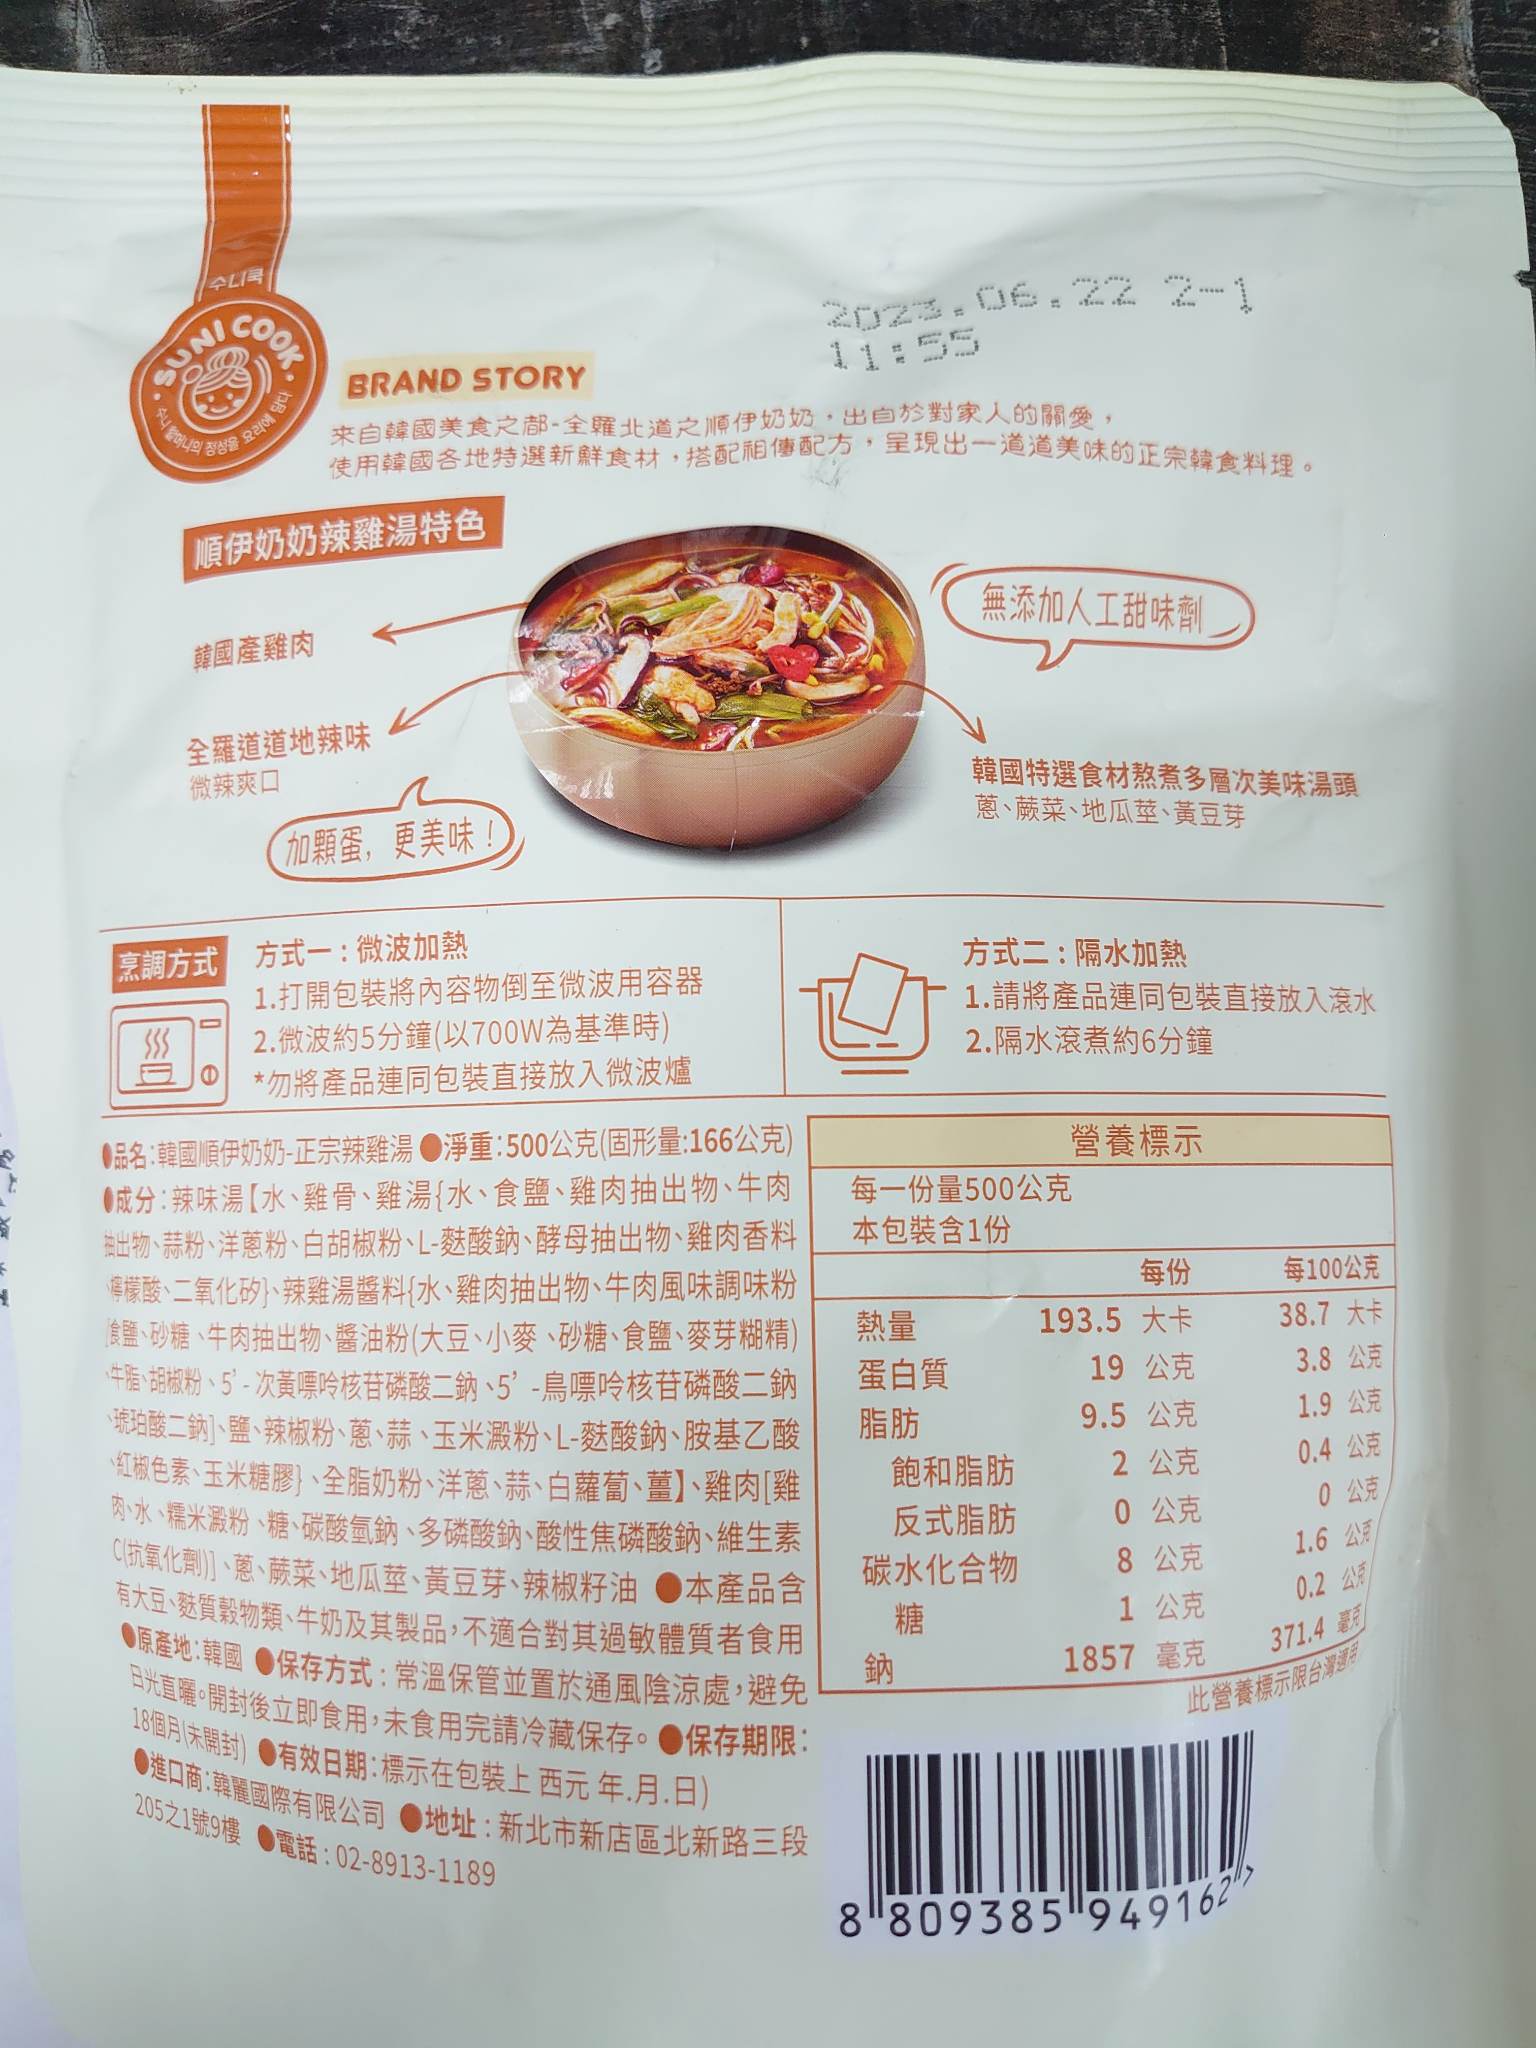 수니쿡
SUNI COOK
수니 할머니의 정성을 요리에 담다
2023.06.22 2-1
11:55
BRAND STORY
來自韓國美食之都-全羅北道之順伊奶奶，出自於對家人的關愛，
使用韓國各地特選新鮮食材，搭配祖傳配方，呈現出一道道美味的正宗韓食料理。
順伊奶奶辣雞湯特色
無添加人工甜味劑
韓國產雞肉
全羅道道地辣味
微辣爽口
韓國特選食材熬煮多層次美味湯頭
蔥、蕨菜、地瓜莖、黃豆芽
加顆蛋, 更美味！
烹調方式
方式一：微波加熱
1.打開包裝將內容物倒至微波用容器
2.微波約5分鐘(以700W為基準時)
*勿將產品連同包裝直接放入微波爐
方式二：隔水加熱
1.請將產品連同包裝直接放入滾水
2.隔水滾煮約6分鐘
●品名：韓國順伊奶奶-正宗辣雞湯 ●淨重：500公克(固形量:166公克)
●成分：辣味湯【水、雞骨、雞湯{水、食鹽、雞肉抽出物、牛肉
抽出物、蒜粉、洋蔥粉、白胡椒粉、L-麩酸鈉、酵母抽出物、雞肉香料
、檸檬酸、二氧化矽}、辣雞湯醬料{水、雞肉抽出物、牛肉風味調味粉
[食鹽、砂糖、牛肉抽出物、醬油粉(大豆、小麥、砂糖、食鹽、麥芽糊精)
、牛脂、胡椒粉、5’-次黃嘌呤核苷磷酸二鈉、5’-鳥嘌呤核苷磷酸二鈉
、琥珀酸二鈉]、鹽、辣椒粉、蔥、蒜、玉米澱粉、L-麩酸鈉、胺基乙酸
、紅椒色素、玉米糖膠}、全脂奶粉、洋蔥、蒜、白蘿蔔、薑】、雞肉[雞
肉、水、糯米澱粉、糖、碳酸氫鈉、多磷酸鈉、酸性焦磷酸鈉、維生素
C(抗氧化劑)]、蔥、蕨菜、地瓜莖、黃豆芽、辣椒籽油 ●本產品含
有大豆、麩質穀物類、牛奶及其製品，不適合對其過敏體質者食用
●原產地：韓國 ●保存方式：常溫保管並置於通風陰涼處，避免
日光直曬。開封後立即食用，未食用完請冷藏保存。●保存期限：
18個月(未開封) ●有效日期：標示在包裝上 西元 年.月.日)
●進口商：韓麗國際有限公司 ●地址：新北市新店區北新路三段
205之1號9樓 ●電話：02-8913-1189
營養標示
每一份量500公克
本包裝含1份
每份 每100公克
熱量 193.5 大卡 38.7 大卡
蛋白質 19 公克 3.8 公克
脂肪 9.5 公克 1.9 公克
飽和脂肪 2 公克 0.4 公克
反式脂肪 0 公克 0 公克
碳水化合物 8 公克 1.6 公克
糖 1 公克 0.2 公克
鈉 1857 毫克 371.4 毫克
此營養標示限台灣適用
8 809385 949162 >